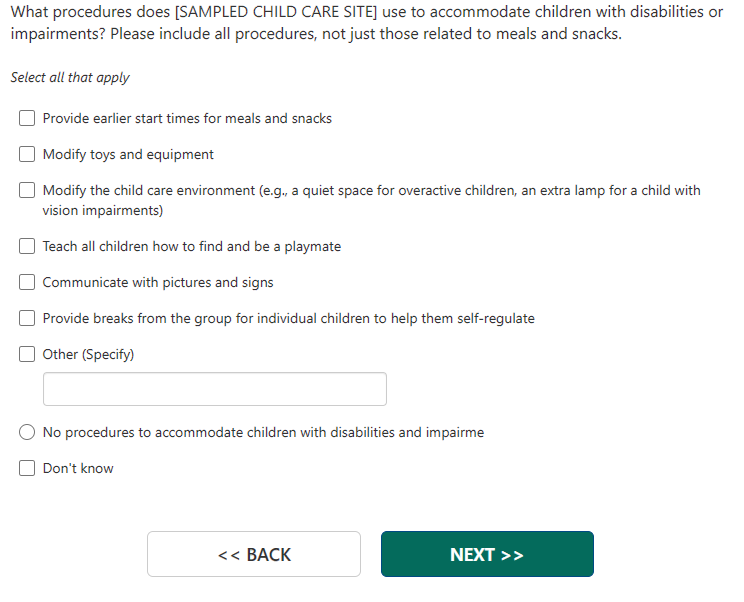 What procedures does [SAMPLED CHILD CARE SITE] use to accommodate children with disabilities or
impairments? Please include all procedures, not just those related to meals and snacks.
Select all that apply
Provide earlier start times for meals and snacks
Modify toys and equipment
Modify the child care environment (e.g., a quiet space for overactive children, an extra lamp for a child with
vision impairments)
Teach all children how to find and be a playmate
Communicate with pictures and signs
Provide breaks from the group for individual children to help them self-regulate
Other (Specify)
No procedures to accommodate children with disabilities and impairme
Don't know
<< BACK
NEXT >>